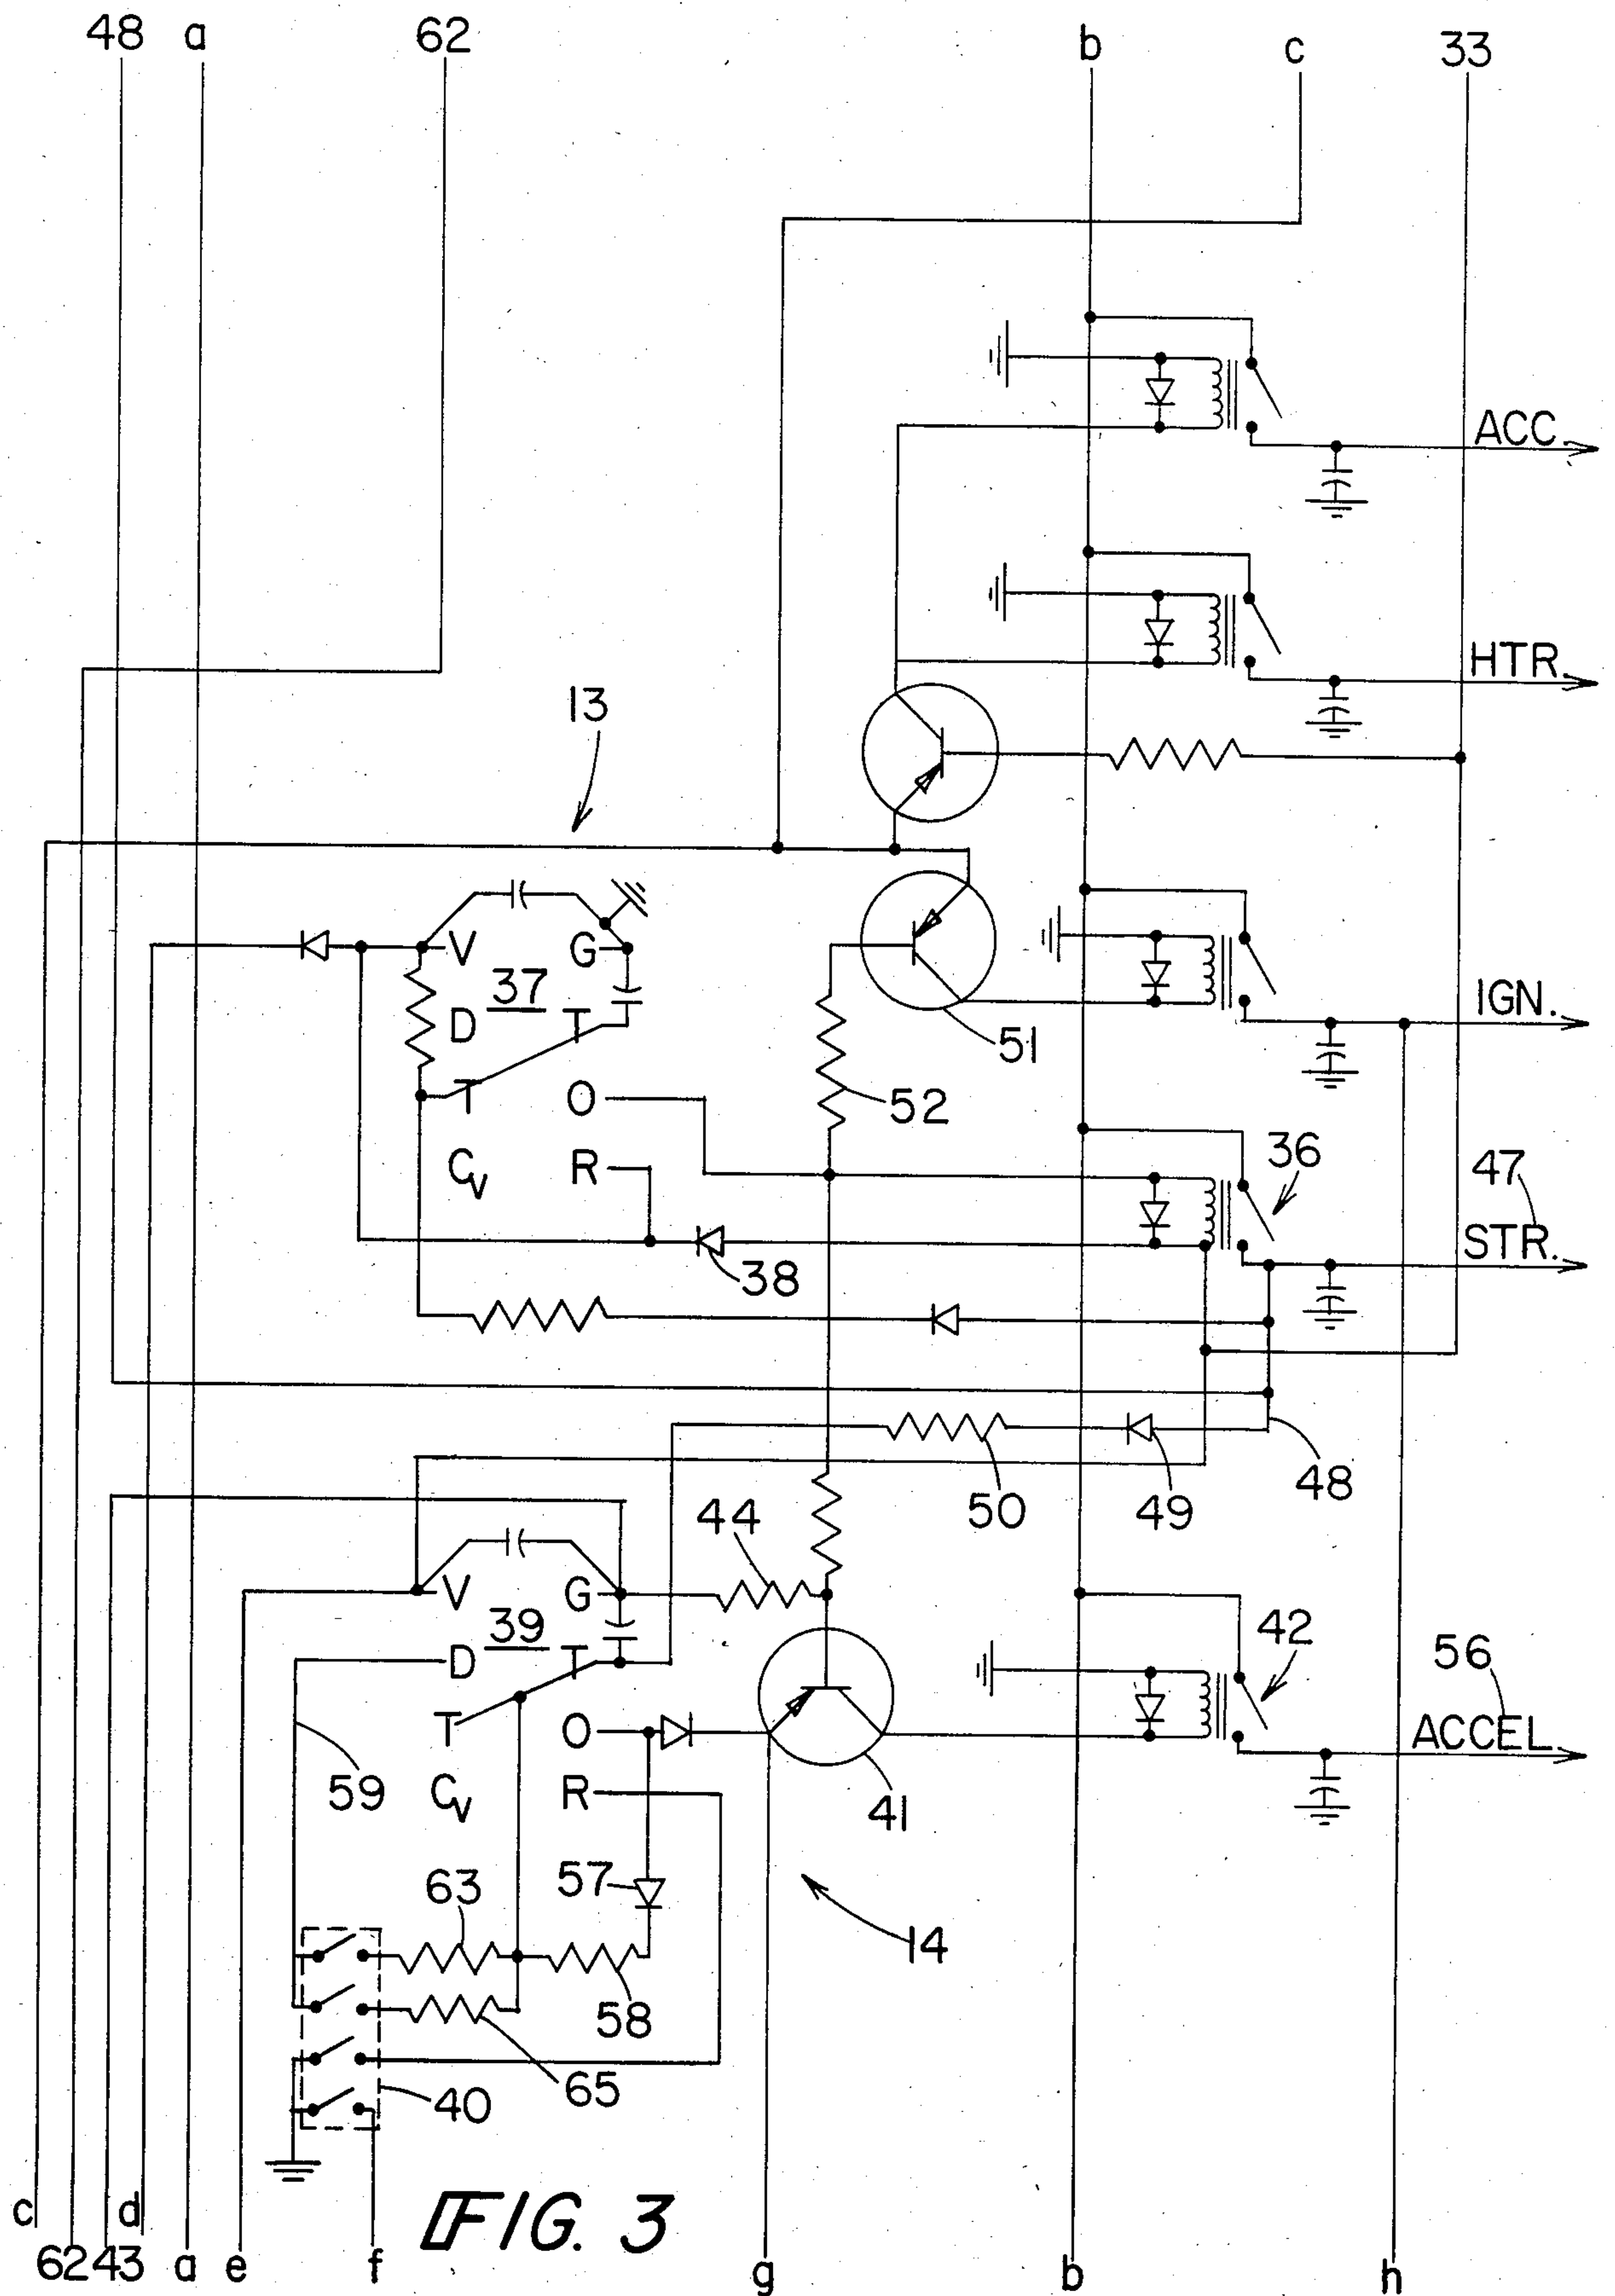 48 a 62 b c 33
ACC.
HTR.
13
V G
37
D T
51
IGN.
T O
52
Cv R
36
47
STR.
38
48
50
49
44
V G
39
D T
42
56
T O
ACCEL.
59
Cv R
41
63
57
14
58
65
40
c d
FIG. 3
62 43 a e f g b h